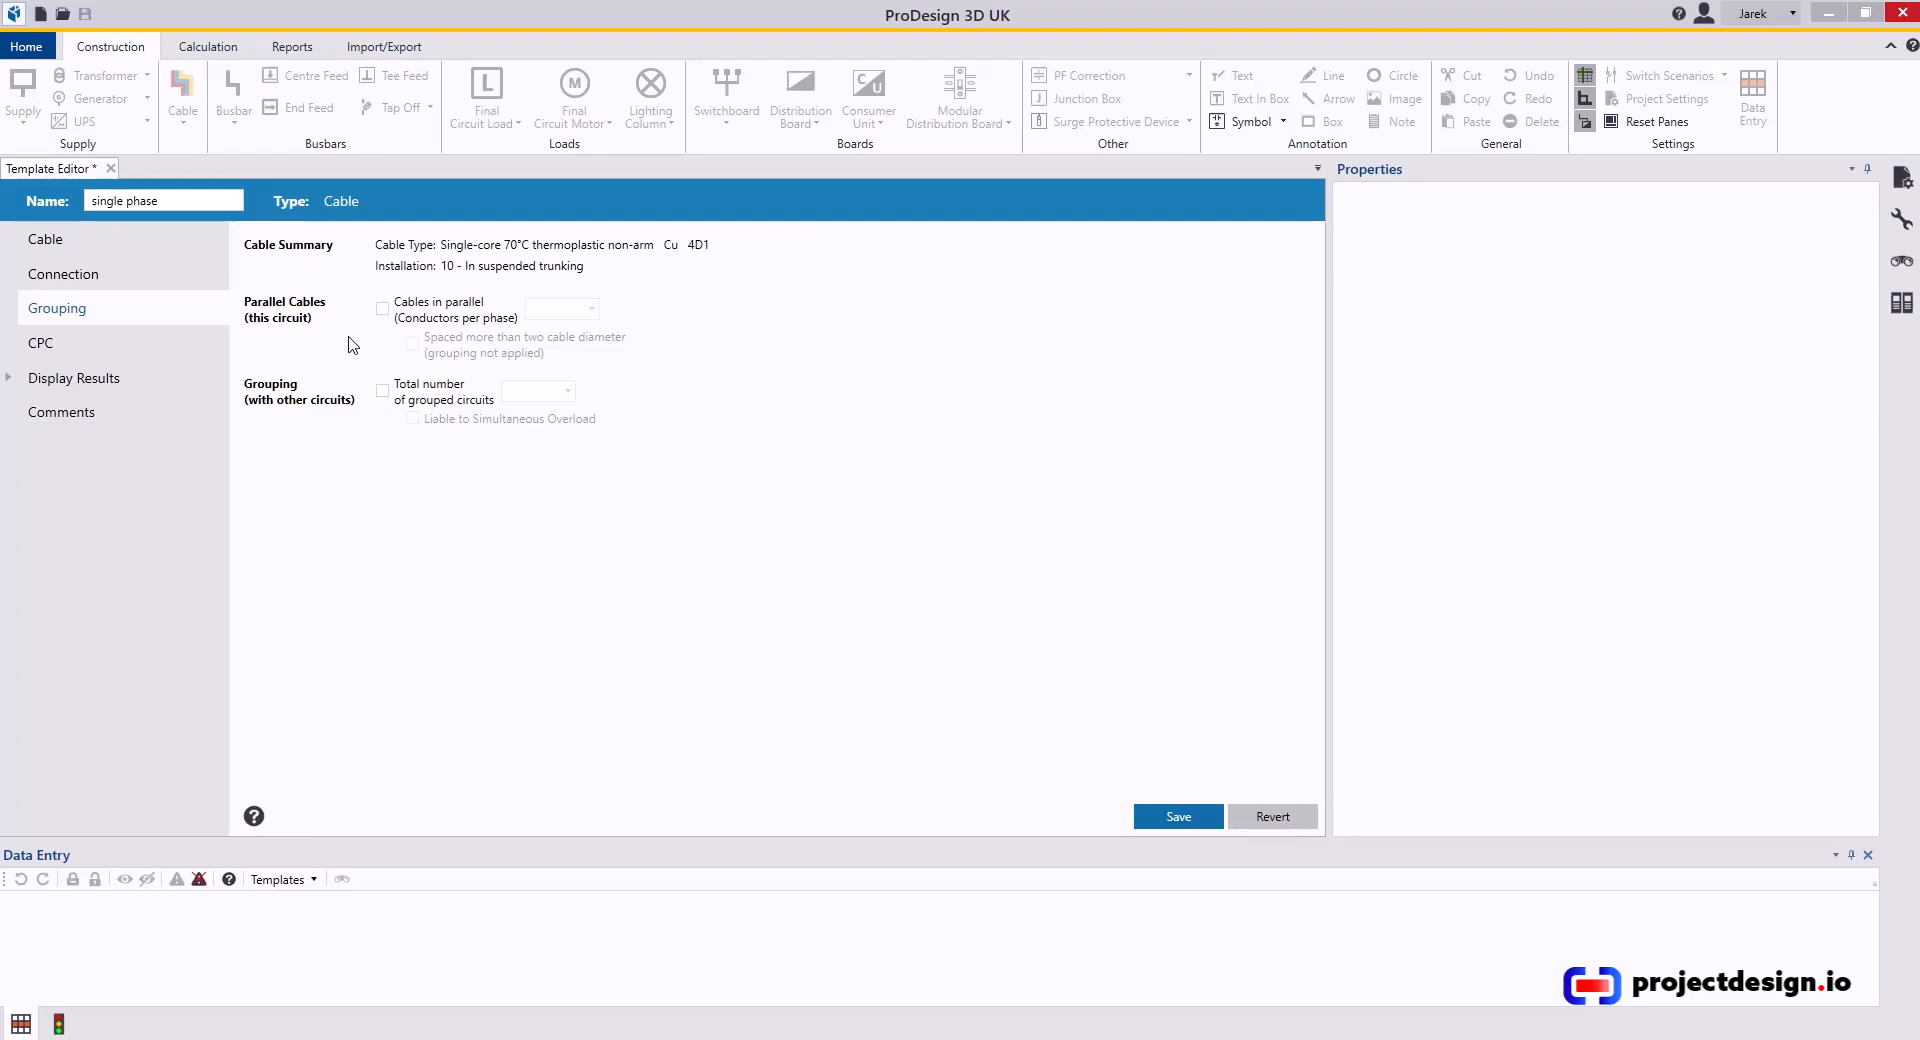 ProDesign 3D UK
Jarek
Home
Construction
Calculation
Reports
Import/Export
Supply
Transformer
Generator
UPS
Supply
Cable
Busbar
Centre Feed
Tee Feed
End Feed
Tap Off
Busbars
Final
Circuit Load
Final
Circuit Motor
Lighting
Column
Loads
Switchboard
Distribution
Board
Consumer
Unit
Modular
Distribution Board
Boards
PF Correction
Junction Box
Surge Protective Device
Other
Text
Line
Circle
Text In Box
Arrow
Image
Symbol
Box
Note
Annotation
Cut
Undo
Copy
Redo
Paste
Delete
General
Switch Scenarios
Project Settings
Reset Panes
Data
Entry
Settings
Template Editor *
Properties
Name:
single phase
Type:
Cable
Cable
Connection
Grouping
CPC
Display Results
Comments
Cable Summary
Cable Type: Single-core 70°C thermoplastic non-arm Cu 4D1
Installation: 10 - In suspended trunking
Parallel Cables
(this circuit)
Cables in parallel
(Conductors per phase)
Spaced more than two cable diameter
(grouping not applied)
Grouping
(with other circuits)
Total number
of grouped circuits
Liable to Simultaneous Overload
Save
Revert
Data Entry
Templates
projectdesign.io